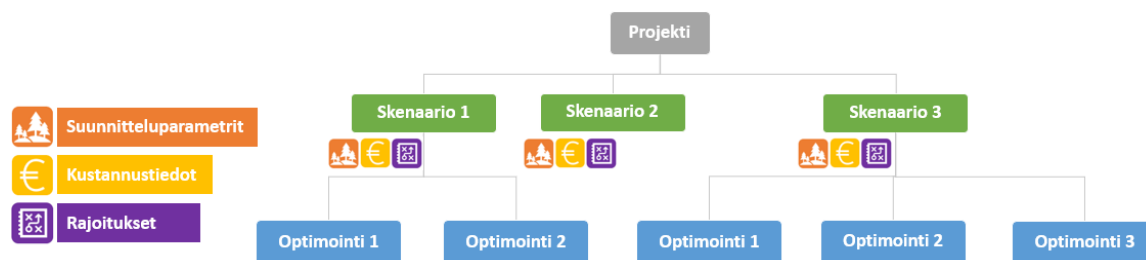 Projekti
Skenaario 1
Skenaario 2
Skenaario 3
Suunnitteluparametrit
€
Kustannustiedot
Rajoitukset
€
€
€
Optimointi 1
Optimointi 2
Optimointi 1
Optimointi 2
Optimointi 3